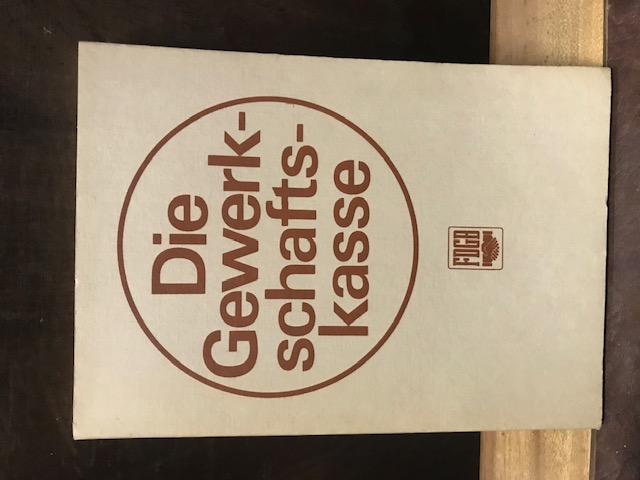 Die
Gewerk-
schafts-
kasse
FDGB